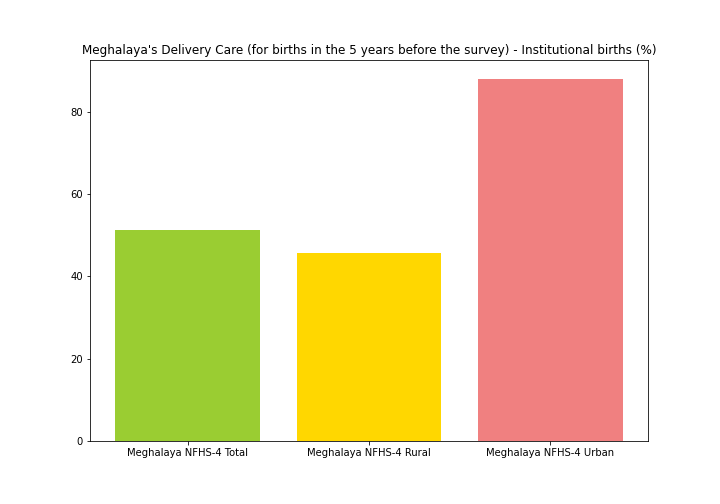 Meghalaya's Delivery Care (for births in the 5 years before the survey) - Institutional births (%)
80
60
40
20
0
Meghalaya NFHS-4 Total
Meghalaya NFHS-4 Rural
Meghalaya NFHS-4 Urban